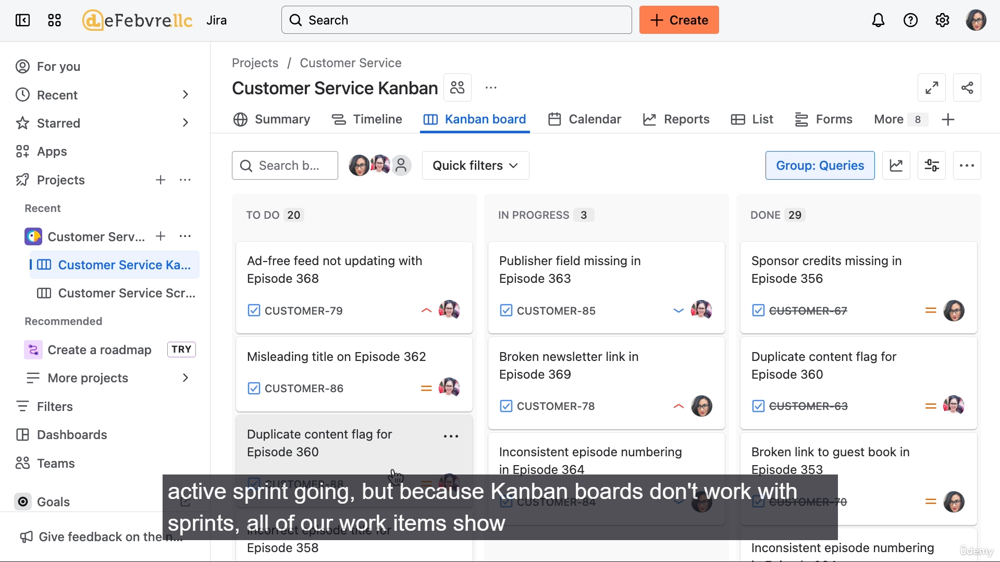 deFebvre.llc
Jira
Search
Create
For you
Recent
Starred
Apps
Projects
Recent
Customer Serv...
Customer Service Ka...
Customer Service Scr...
Recommended
Create a roadmap
TRY
More projects
Filters
Dashboards
Teams
Goals
Give feedback on the n...
Projects / Customer Service
Customer Service Kanban
Summary
Timeline
Kanban board
Calendar
Reports
List
Forms
More 8
Search b...
Quick filters
Group: Queries
TO DO 20
Ad-free feed not updating with
Episode 368
CUSTOMER-79
Misleading title on Episode 362
CUSTOMER-86
Duplicate content flag for
Episode 360
CUSTOMER-88
Incorrect episode title for
Episode 358
IN PROGRESS 3
Publisher field missing in
Episode 363
CUSTOMER-85
Broken newsletter link in
Episode 369
CUSTOMER-78
Inconsistent episode numbering
in Episode 364
CUSTOMER-84
DONE 29
Sponsor credits missing in
Episode 356
CUSTOMER-67
Duplicate content flag for
Episode 360
CUSTOMER-63
Broken link to guest book in
Episode 353
CUSTOMER-70
Inconsistent episode numbering
active sprint going, but because Kanban boards don't work with
sprints, all of our work items show
ûdemy